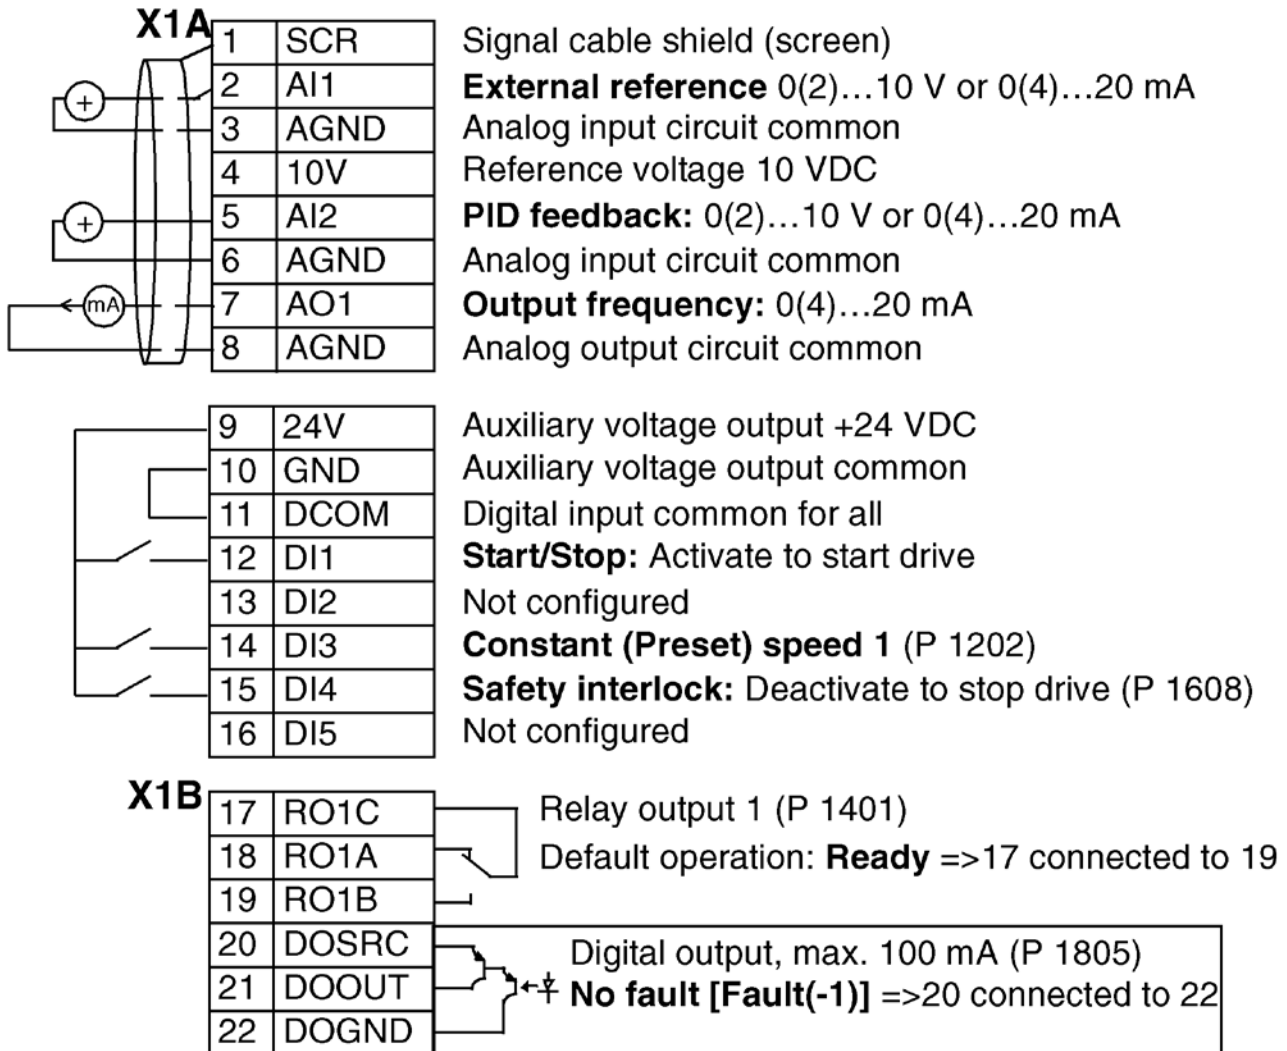 X1A
1 SCR Signal cable shield (screen)
2 AI1 External reference 0(2)...10 V or 0(4)...20 mA
3 AGND Analog input circuit common
4 10V Reference voltage 10 VDC
5 AI2 PID feedback: 0(2)...10 V or 0(4)...20 mA
6 AGND Analog input circuit common
mA 7 AO1 Output frequency: 0(4)...20 mA
8 AGND Analog output circuit common
9 24V Auxiliary voltage output +24 VDC
10 GND Auxiliary voltage output common
11 DCOM Digital input common for all
12 DI1 Start/Stop: Activate to start drive
13 DI2 Not configured
14 DI3 Constant (Preset) speed 1 (P 1202)
15 DI4 Safety interlock: Deactivate to stop drive (P 1608)
16 DI5 Not configured
X1B
17 RO1C Relay output 1 (P 1401)
18 RO1A Default operation: Ready =>17 connected to 19
19 RO1B
20 DOSRC Digital output, max. 100 mA (P 1805)
21 DOOUT No fault [Fault(-1)] =>20 connected to 22
22 DOGND